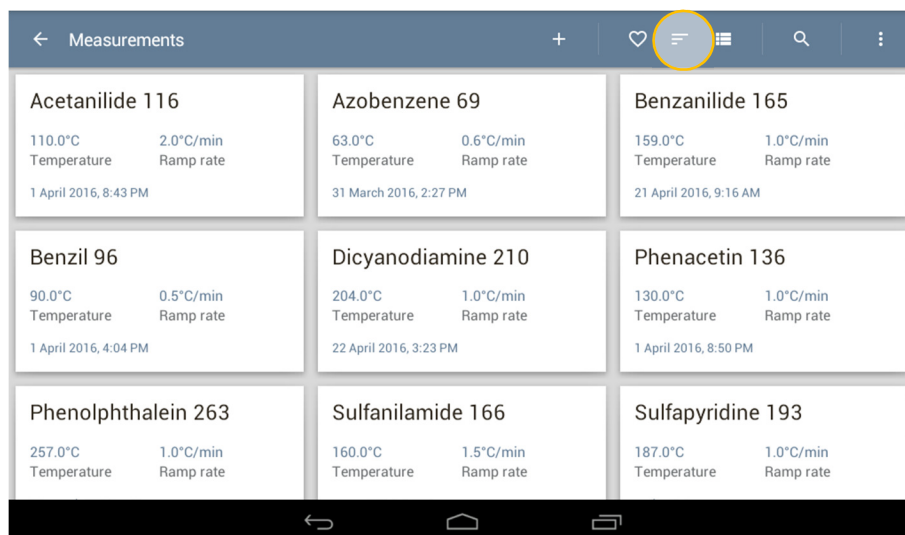 Measurements
Acetanilide 116
110.0°C 2.0°C/min
Temperature Ramp rate
1 April 2016, 8:43 PM
Azobenzene 69
63.0°C 0.6°C/min
Temperature Ramp rate
31 March 2016, 2:27 PM
Benzanilide 165
159.0°C 1.0°C/min
Temperature Ramp rate
21 April 2016, 9:16 AM
Benzil 96
90.0°C 0.5°C/min
Temperature Ramp rate
1 April 2016, 4:04 PM
Dicyanodiamine 210
204.0°C 1.0°C/min
Temperature Ramp rate
22 April 2016, 3:23 PM
Phenacetin 136
130.0°C 1.0°C/min
Temperature Ramp rate
1 April 2016, 8:50 PM
Phenolphthalein 263
257.0°C 1.0°C/min
Temperature Ramp rate
Sulfanilamide 166
160.0°C 1.5°C/min
Temperature Ramp rate
Sulfapyridine 193
187.0°C 1.0°C/min
Temperature Ramp rate